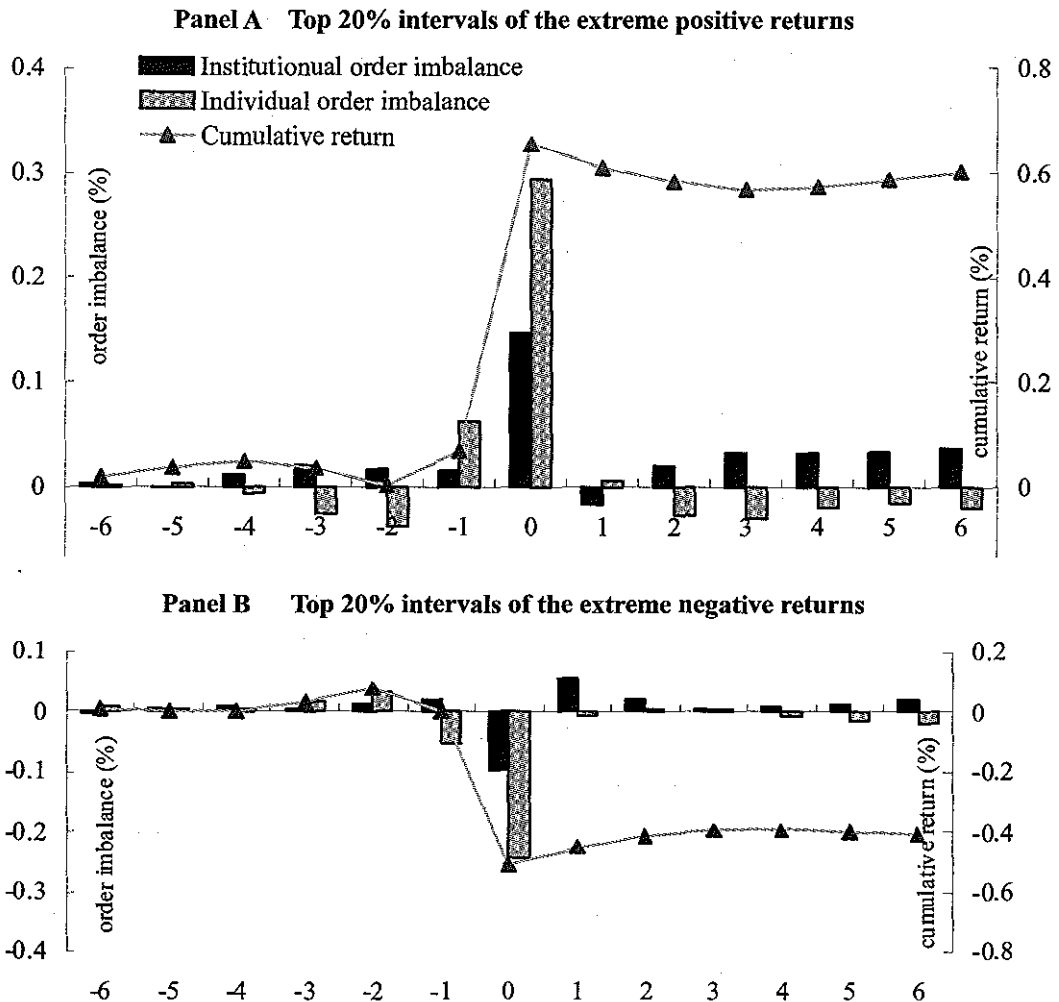 Panel A Top 20% intervals of the extreme positive returns
0.4
0.3
0.2
0.1
0
order imbalance (%)
Institutionual order imbalance
Individual order imbalance
Cumulative return
0.8
0.6
0.4
0.2
0
cumulative return (%)
-6 -5 -4 -3 -2 -1 0 1 2 3 4 5 6
Panel B Top 20% intervals of the extreme negative returns
0.1
0
-0.1
-0.2
-0.3
-0.4
order imbalance (%)
0.2
0
-0.2
-0.4
-0.6
-0.8
cumulative return (%)
-6 -5 -4 -3 -2 -1 0 1 2 3 4 5 6